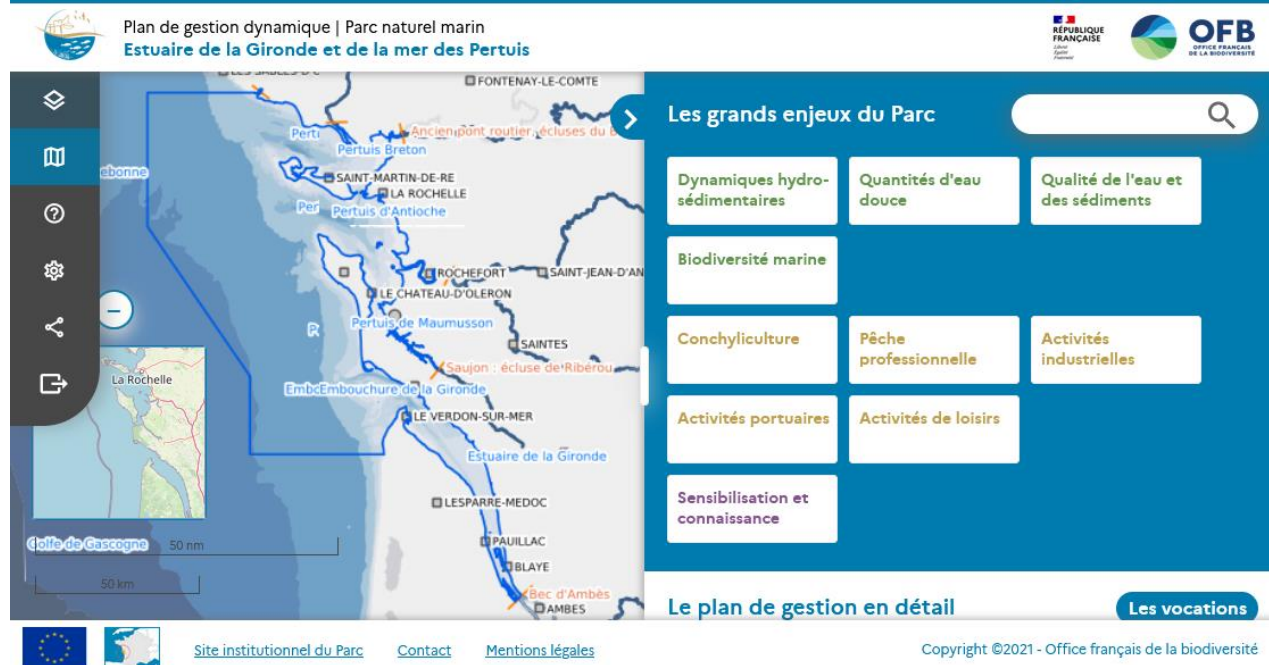 Plan de gestion dynamique | Parc naturel marin
Estuaire de la Gironde et de la mer des Pertuis
RÉPUBLIQUE
FRANÇAISE
Liberté
Égalité
Fraternité
OFB
OFFICE FRANÇAIS
DE LA BIODIVERSITÉ
FONTENAY-LE-COMTE
Ancien pont routier, écluses du
Pertuis Breton
SAINT-MARTIN-DE-RE
LA ROCHELLE
Pertuis d'Antioche
ROCHEFORT
SAINT-JEAN-D'AN
LE CHATEAU-D'OLERON
Pertuis de Maumusson
SAINTES
Saujon : écluse de Ribérou
La Rochelle
Embouchure de la Gironde
LE VERDON-SUR-MER
Estuaire de la Gironde
LESPARRE-MEDOC
PAUILLAC
Golfe de Gascogne
50 nm
BLAYE
50 km
Bec d'Ambès
AMBES
Les grands enjeux du Parc
Dynamiques hydro-
sédimentaires
Quantités d'eau
douce
Qualité de l'eau et
des sédiments
Biodiversité marine
Conchyliculture
Pêche
professionnelle
Activités
industrielles
Activités portuaires
Activités de loisirs
Sensibilisation et
connaissance
Le plan de gestion en détail
Les vocations
Site institutionnel du Parc
Contact
Mentions légales
Copyright ©2021 - Office français de la biodiversité